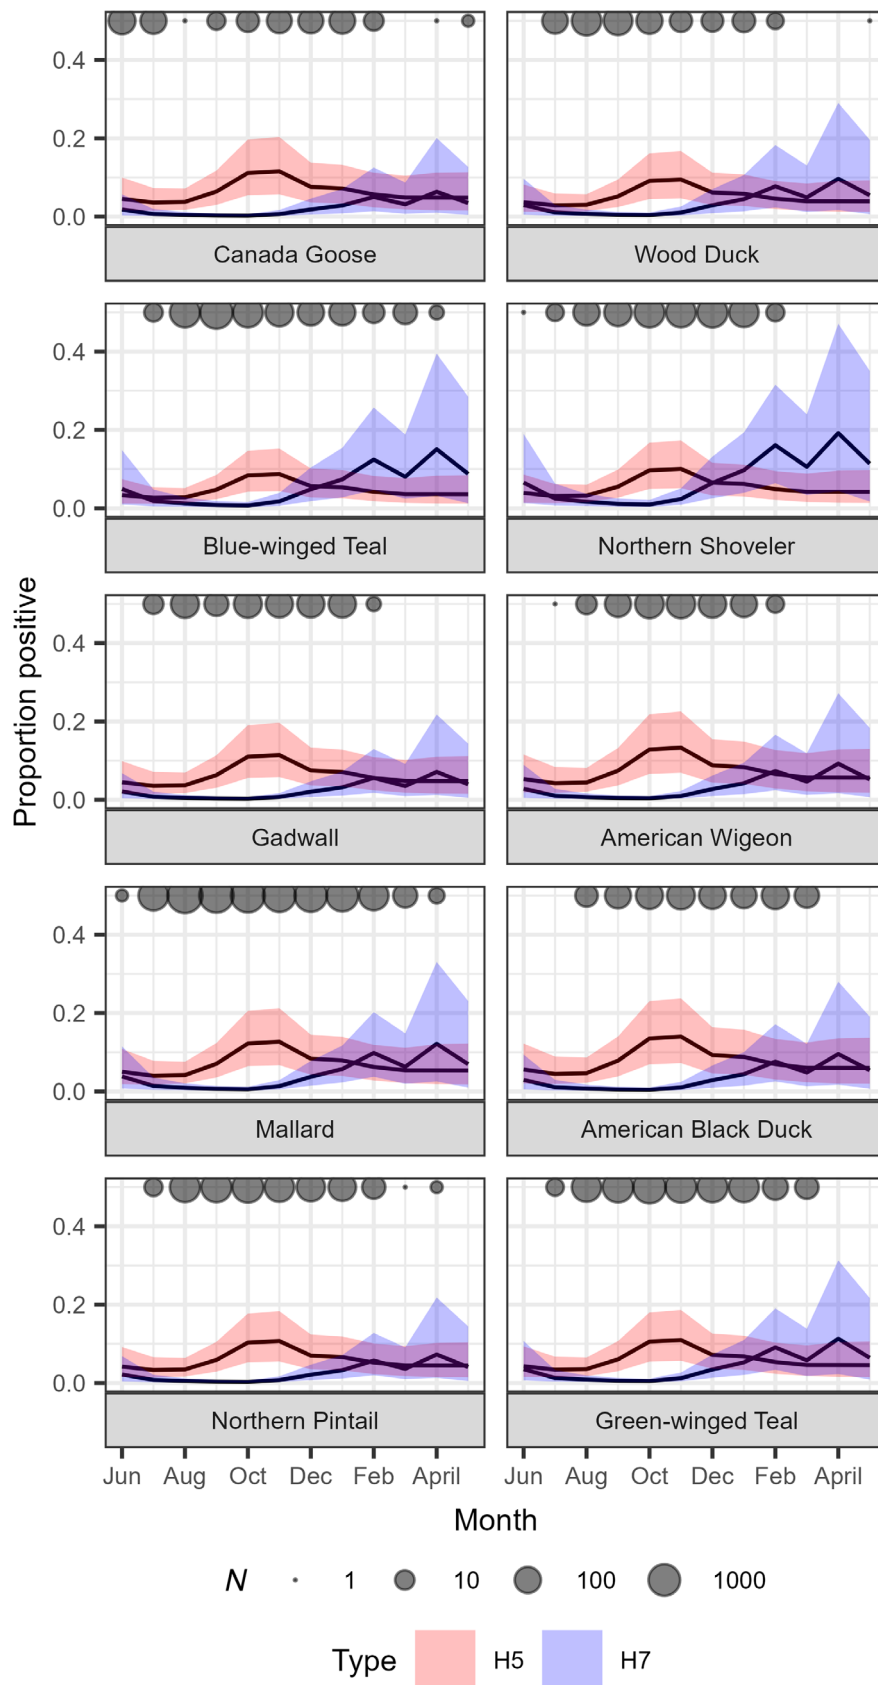 0.4
0.2
0.0
Canada Goose
Wood Duck
0.4
0.2
0.0
Blue-winged Teal
Northern Shoveler
Proportion positive
0.4
0.2
0.0
Gadwall
American Wigeon
0.4
0.2
0.0
Mallard
American Black Duck
0.4
0.2
0.0
Northern Pintail
Green-winged Teal
Jun Aug Oct Dec Feb April
Jun Aug Oct Dec Feb April
Month
N 1 10 100 1000
Type H5 H7